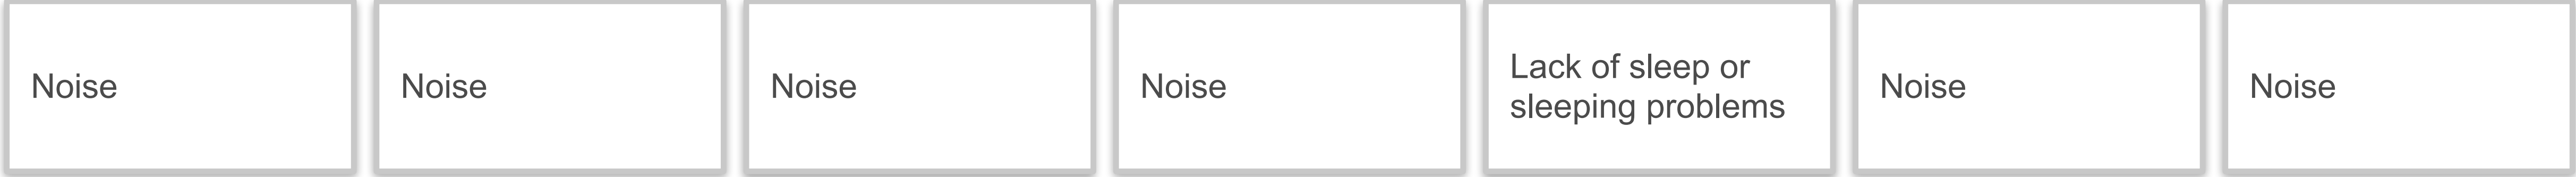 Noise
Noise
Noise
Noise
Lack of sleep or
sleeping problems
Noise
Noise